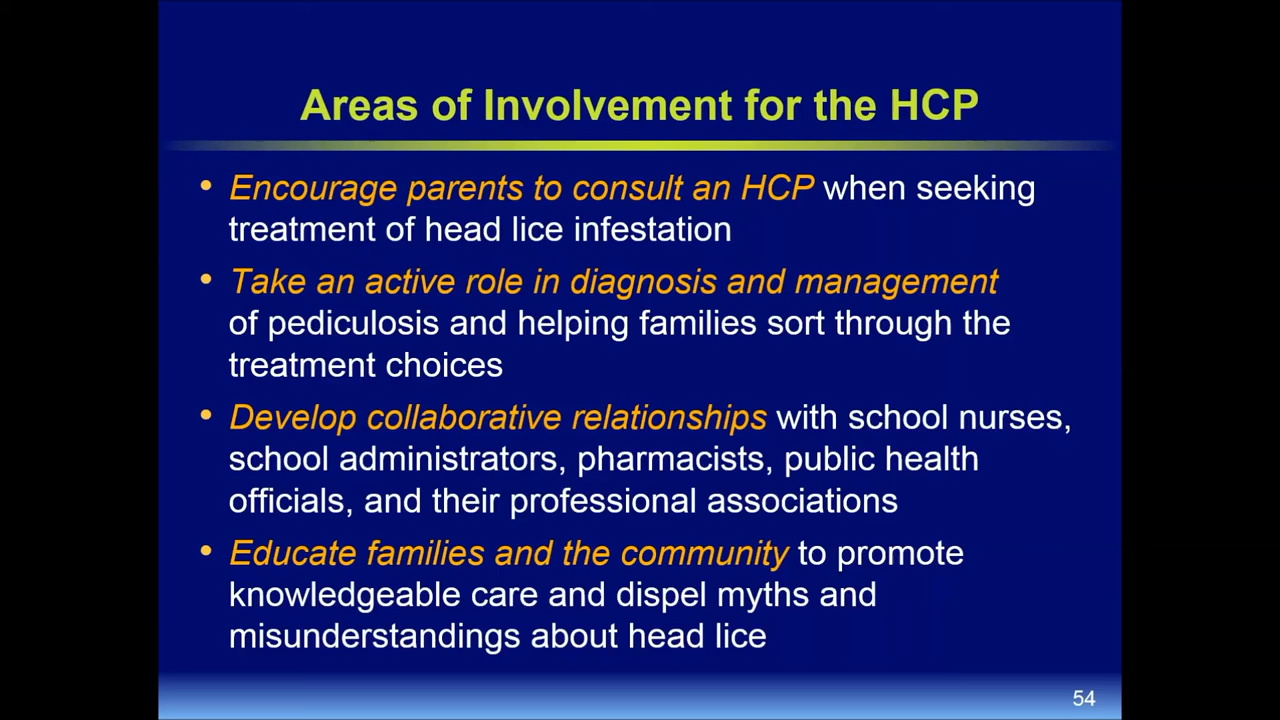 Areas of Involvement for the HCP
• Encourage parents to consult an HCP when seeking
treatment of head lice infestation
• Take an active role in diagnosis and management
of pediculosis and helping families sort through the
treatment choices
• Develop collaborative relationships with school nurses,
school administrators, pharmacists, public health
officials, and their professional associations
• Educate families and the community to promote
knowledgeable care and dispel myths and
misunderstandings about head lice
54